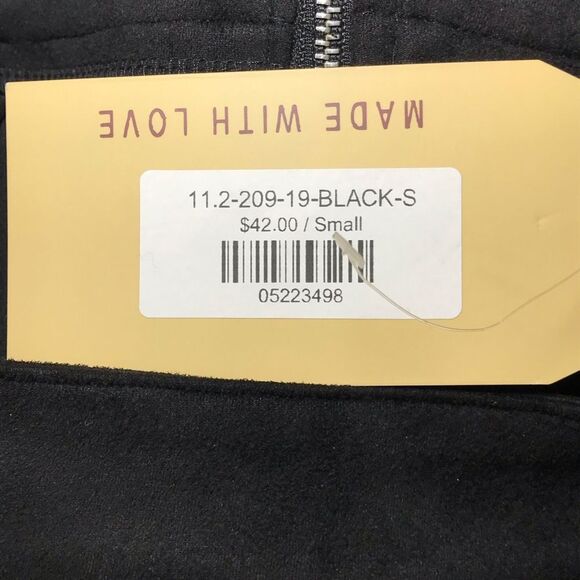 MADE WITH LOVE
11.2-209-19-BLACK-S
$42.00 / Small
05223498